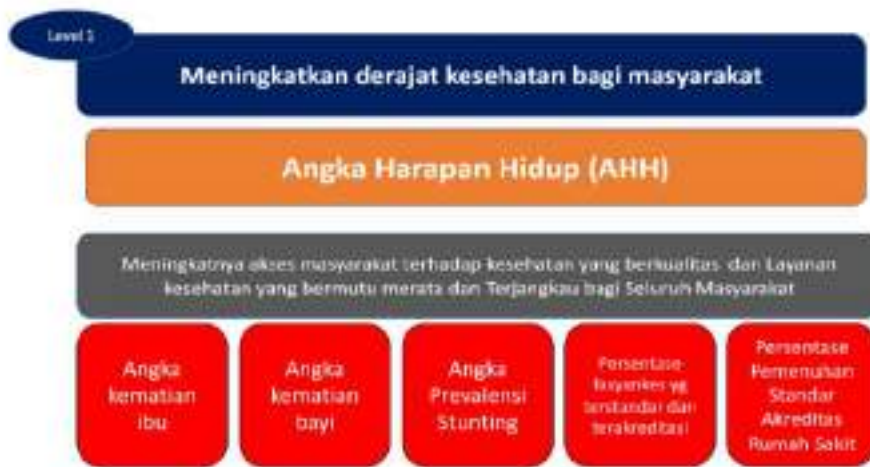 Level 1
Meningkatkan derajat kesehatan bagi masyarakat
Angka Harapan Hidup (AHH)
Meningkatnya akses masyarakat terhadap kesehatan yang berkualitas dan Layanan
kesehatan yang bermutu merata dan Terjangkau bagi Seluruh Masyarakat
Angka
kematian
ibu
Angka
kematian
bayi
Angka
Prevalensi
Stunting
Persentase
fasyankes yg
terstandar dan
terakreditasi
Persentase
Pemenuhan
Standar
Akreditas
Rumah Sakit